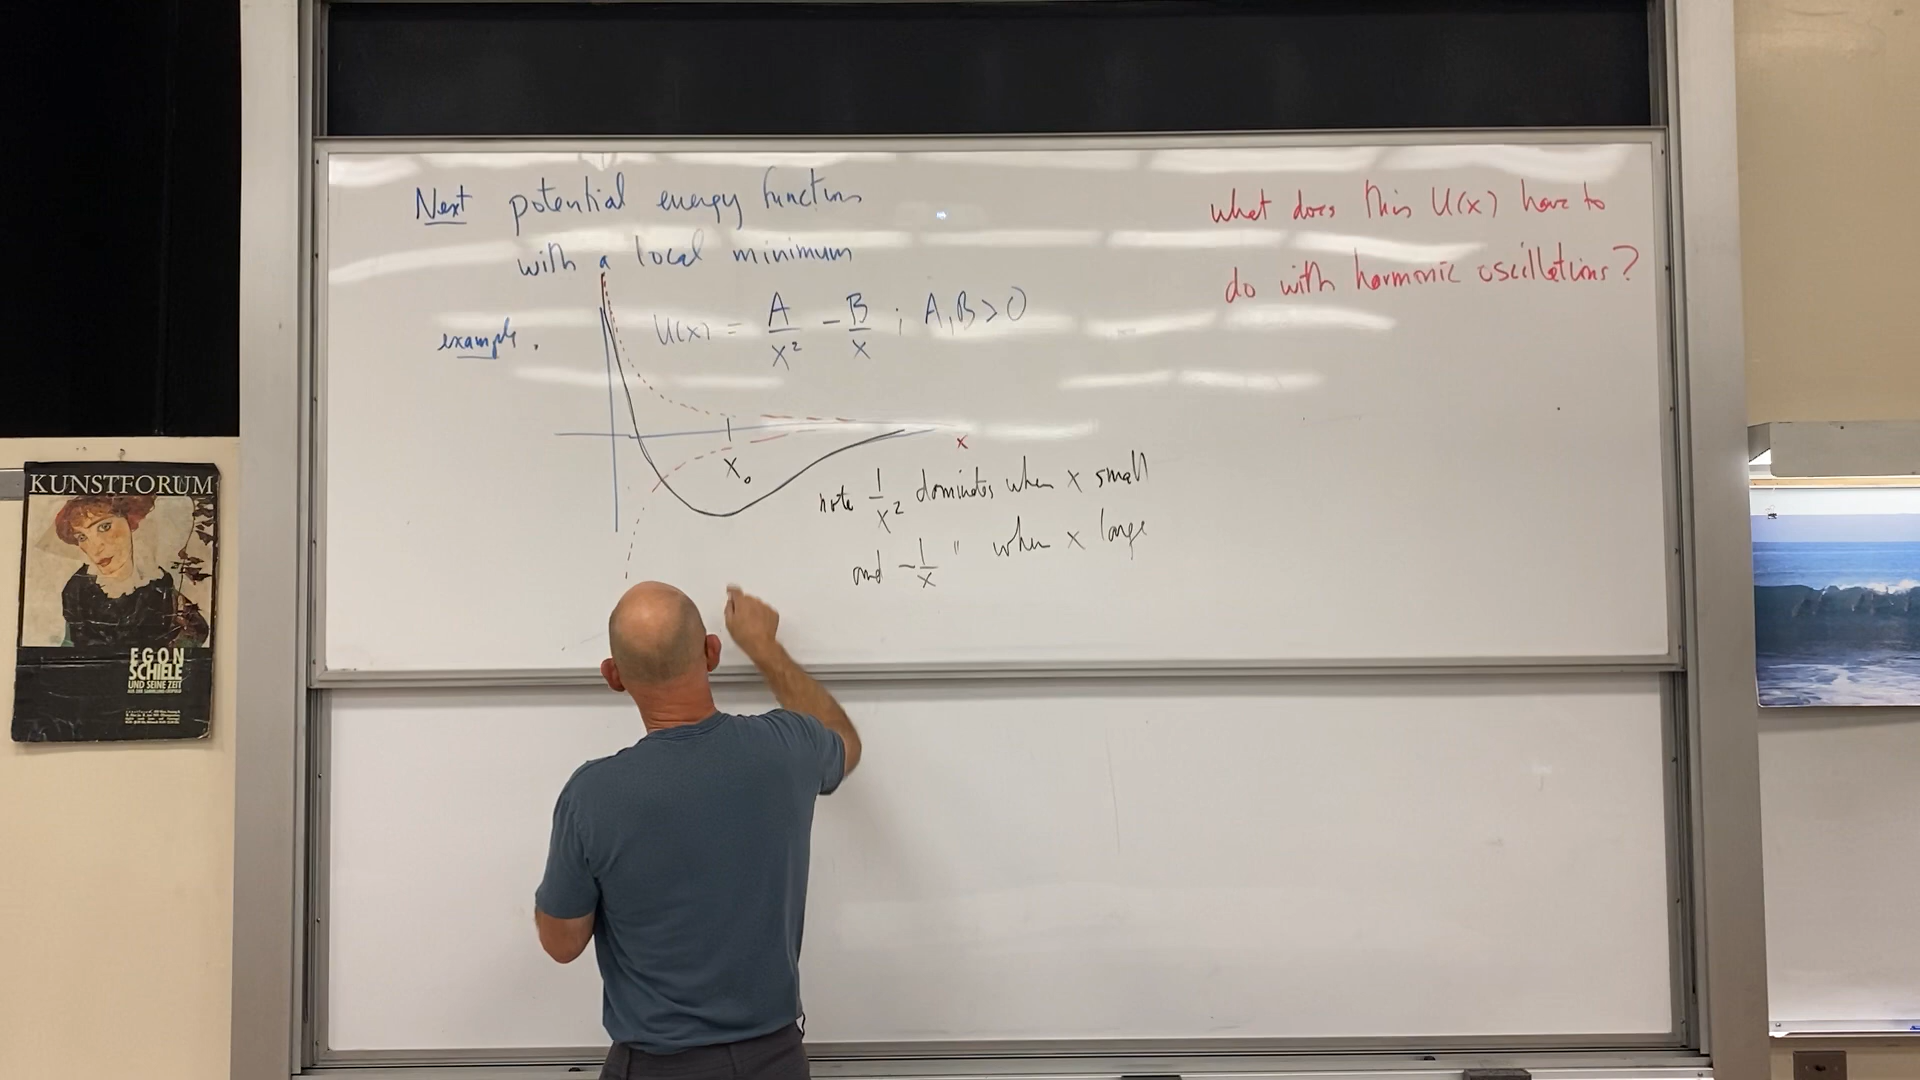 Next potential energy functions
with a local minimum
example. U(x) = A/x² - B/x ; A, B > 0
x
x₀
note 1/x² dominates when x small
and -1/x " when x large
what does this U(x) have to
do with harmonic oscillations?
KUNSTFORUM
EGON
SCHIELE
UND SEINE ZEIT